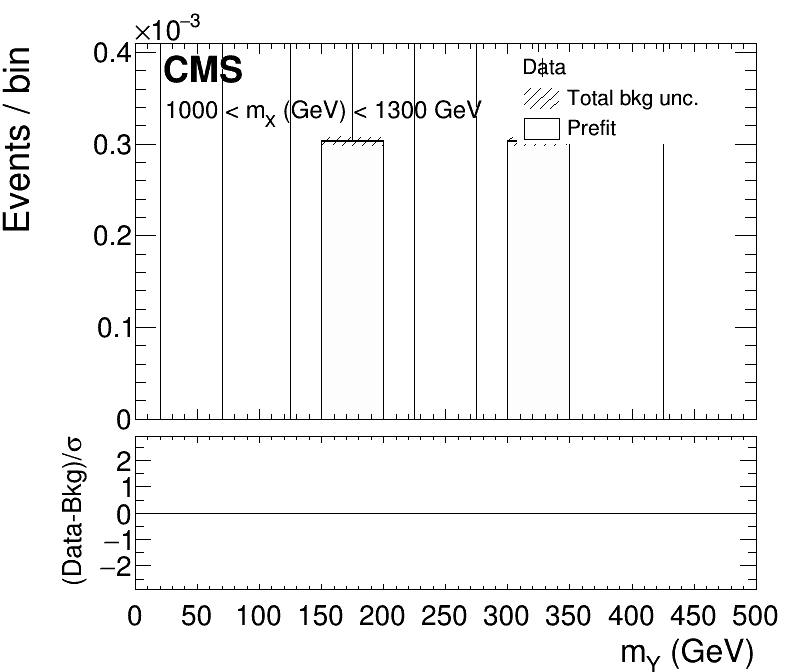 ×10⁻³
Events / bin
0.4
0.3
0.2
0.1
0
CMS
1000 < m_X (GeV) < 1300 GeV
Data
Total bkg unc.
Prefit
(Data-Bkg)/σ
2
1
0
−1
−2
0 50 100 150 200 250 300 350 400 450 500
m_Y (GeV)